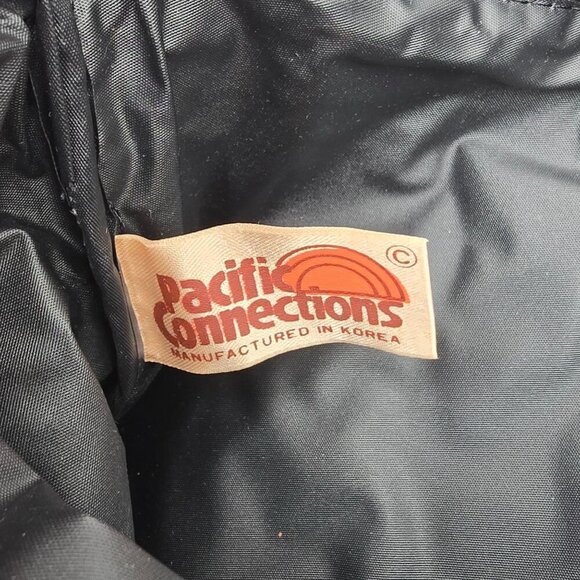 ©
Pacific
Connections
MANUFACTURED IN KOREA